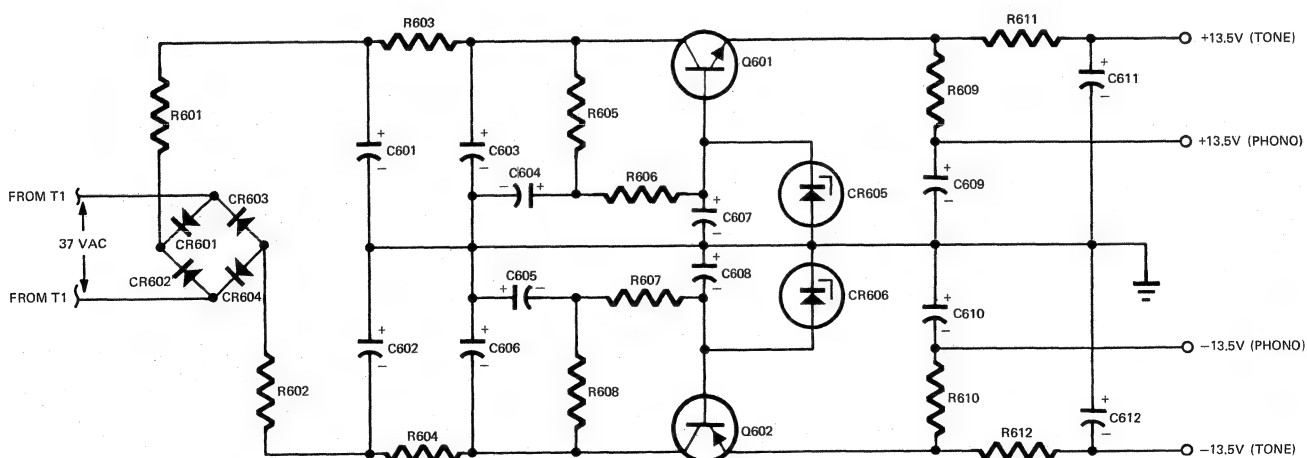 R603
R611
+13.5V (TONE)
Q601
C611
R601
R605
R609
+13.5V (PHONO)
C601
C603
C604
R606
CR605
C609
FROM T1
CR603
C607
37 VAC
CR601
CR602
C605
R607
C608
CR606
FROM T1
CR604
C610
C602
C606
-13.5V (PHONO)
R602
R608
R610
Q602
C612
R604
R612
-13.5V (TONE)